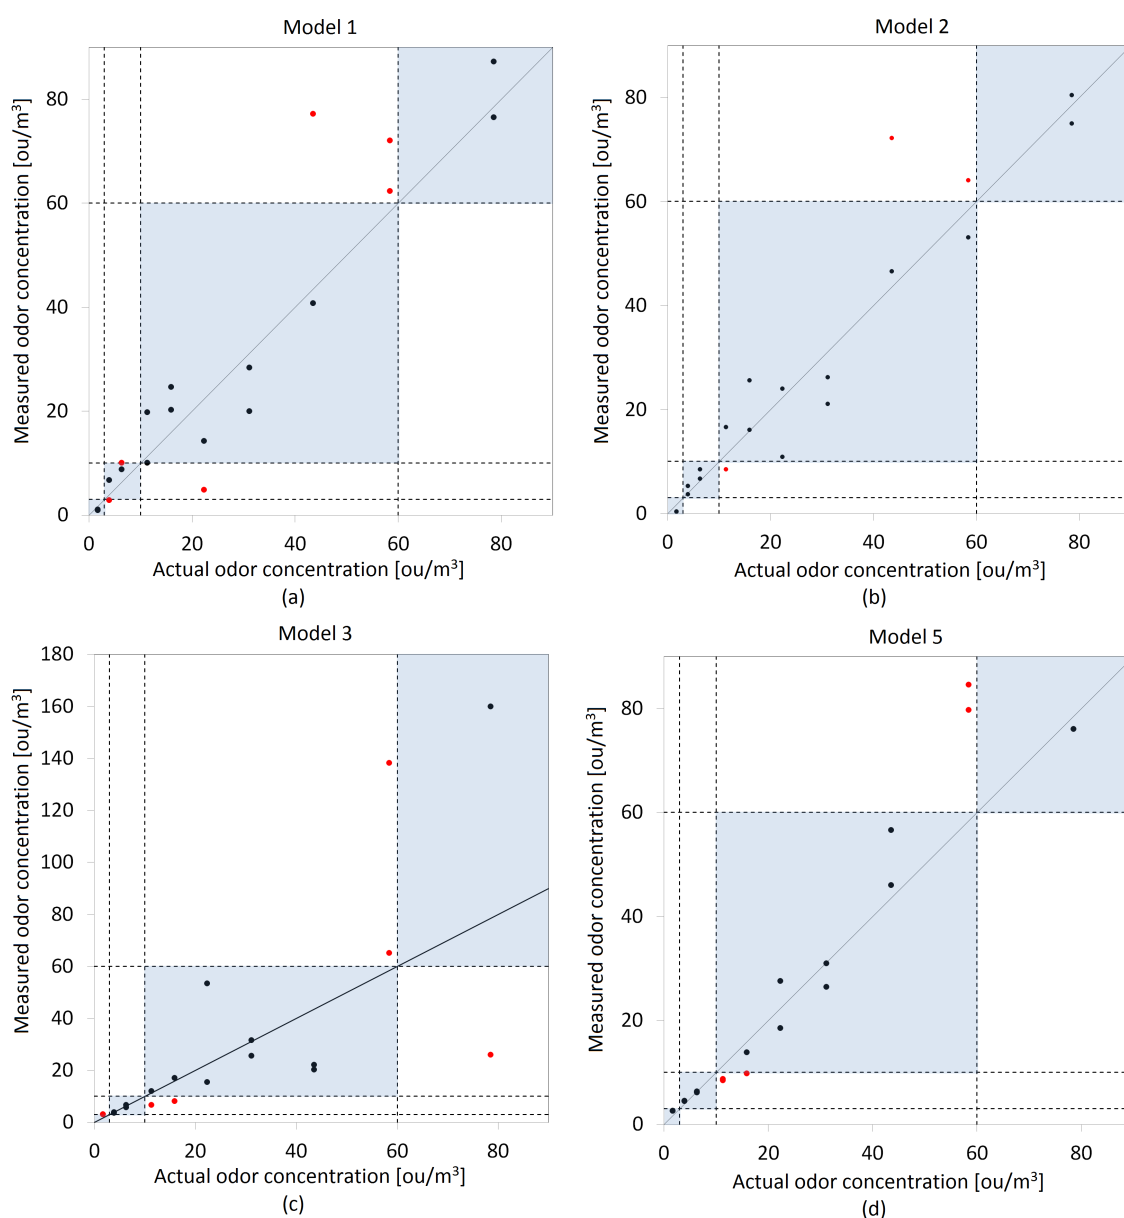 Model 1
Measured odor concentration [ou/m³]
80
60
40
20
0
0 20 40 60 80
Actual odor concentration [ou/m³]
(a)
Model 2
Measured odor concentration [ou/m³]
80
60
40
20
0
0 20 40 60 80
Actual odor concentration [ou/m³]
(b)
Model 3
Measured odor concentration [ou/m³]
180
160
140
120
100
80
60
40
20
0
0 20 40 60 80
Actual odor concentration [ou/m³]
(c)
Model 5
Measured odor concentration [ou/m³]
80
60
40
20
0
0 20 40 60 80
Actual odor concentration [ou/m³]
(d)